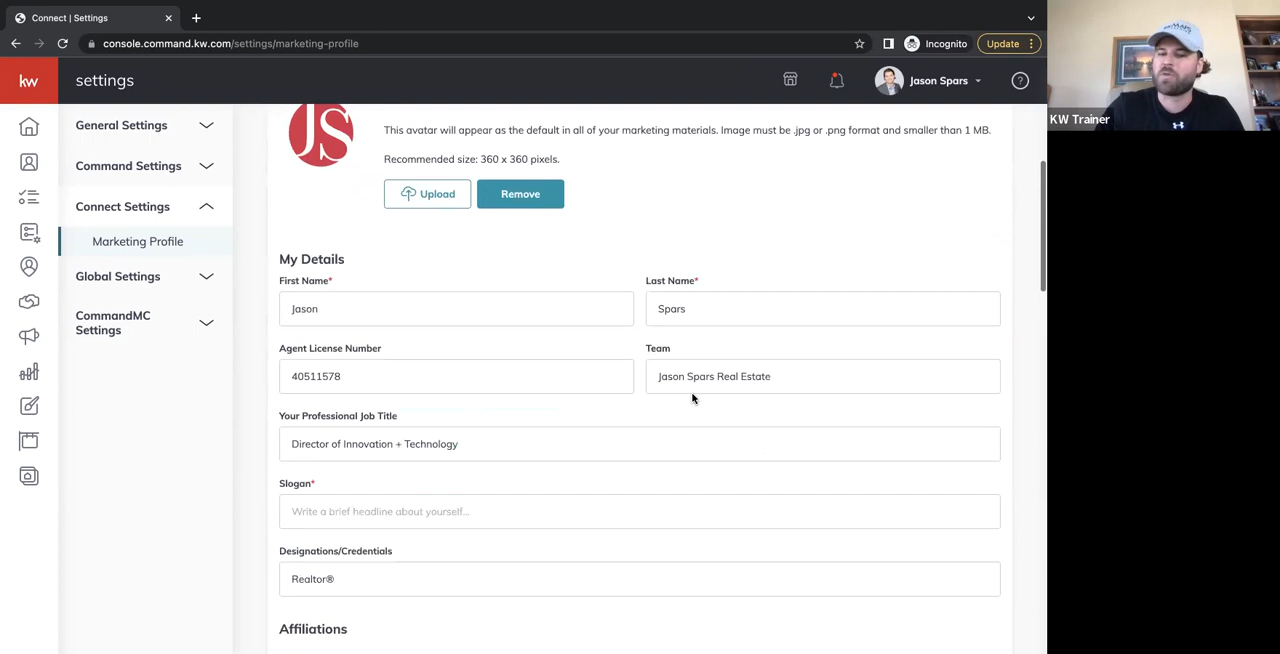 Connect | Settings
console.command.kw.com/settings/marketing-profile
Incognito
Update
kw
settings
Jason Spars
KW Trainer
General Settings
Command Settings
Connect Settings
Marketing Profile
Global Settings
CommandMC
Settings
JS
This avatar will appear as the default in all of your marketing materials. Image must be .jpg or .png format and smaller than 1 MB.
Recommended size: 360 x 360 pixels.
Upload
Remove
My Details
First Name*
Last Name*
Jason
Spars
Agent License Number
Team
40511578
Jason Spars Real Estate
Your Professional Job Title
Director of Innovation + Technology
Slogan*
Write a brief headline about yourself...
Designations/Credentials
Realtor®
Affiliations